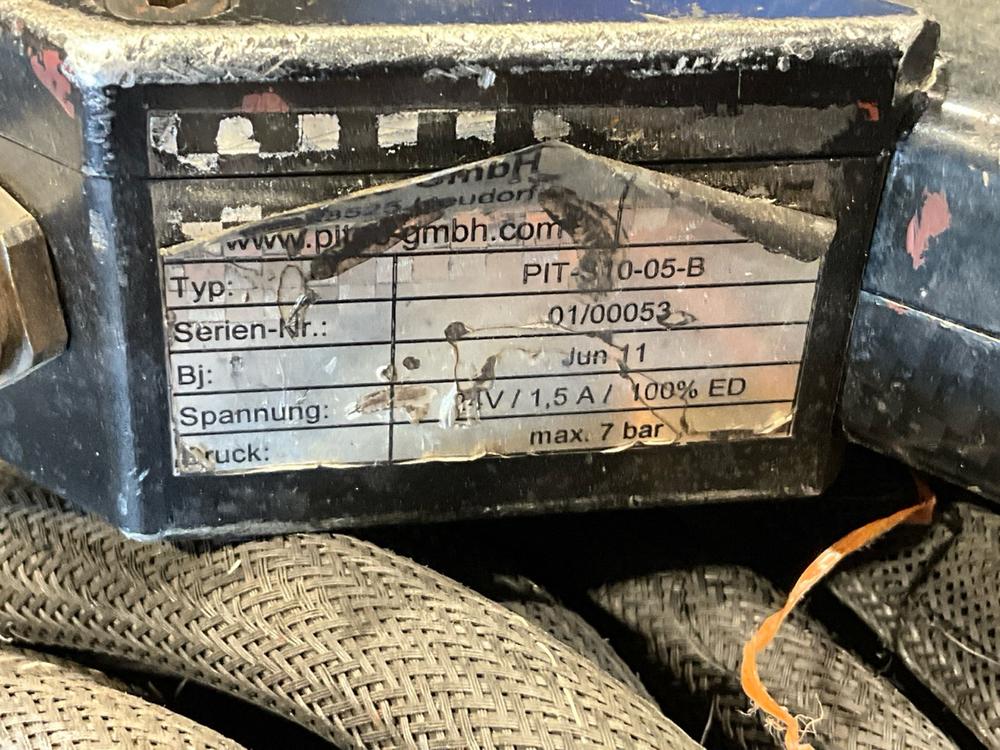 GmbH
www.pit gmbh.com
Typ: PIT- 10-05-B
Serien-Nr.: 01/00053
Bj: Jun 11
Spannung: V / 1,5 A / 100% ED
ruck: max. 7 bar